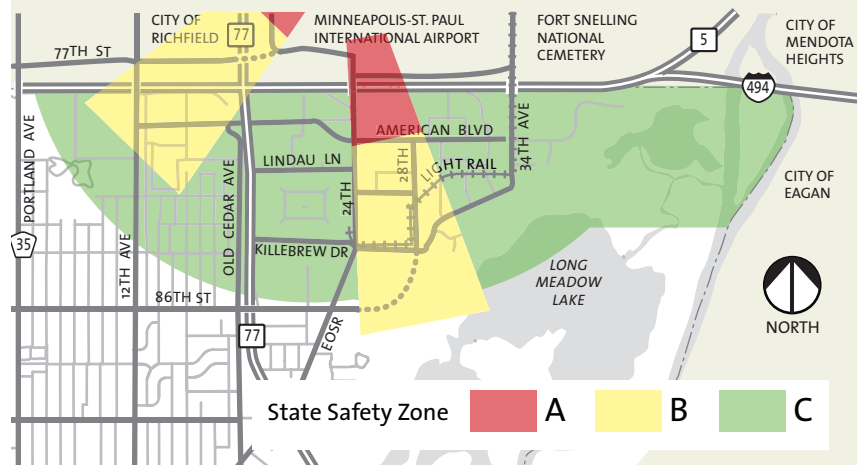 CITY OF
RICHFIELD
77
MINNEAPOLIS-ST. PAUL
INTERNATIONAL AIRPORT
FORT SNELLING
NATIONAL
CEMETERY
5
CITY OF
MENDOTA
HEIGHTS
77TH ST
494
PORTLAND AVE
AMERICAN BLVD
34TH AVE
LINDAU LN
28TH
LIGHT RAIL
OLD CEDAR AVE
24TH
12TH AVE
CITY OF
EAGAN
35
KILLEBREW DR
LONG
MEADOW
LAKE
86TH ST
NORTH
77
EOSR
State Safety Zone
A
B
C